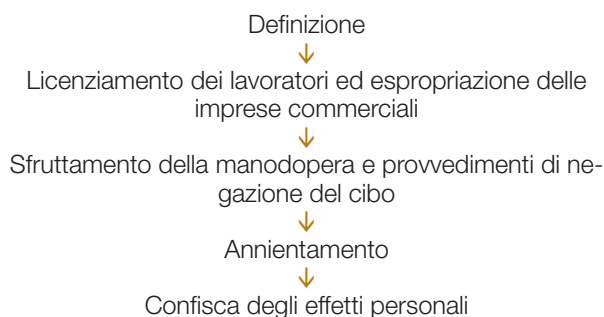 Definizione
↓
Licenziamento dei lavoratori ed espropriazione delle
imprese commerciali
↓
Sfruttamento della manodopera e provvedimenti di ne-
gazione del cibo
↓
Annientamento
↓
Confisca degli effetti personali